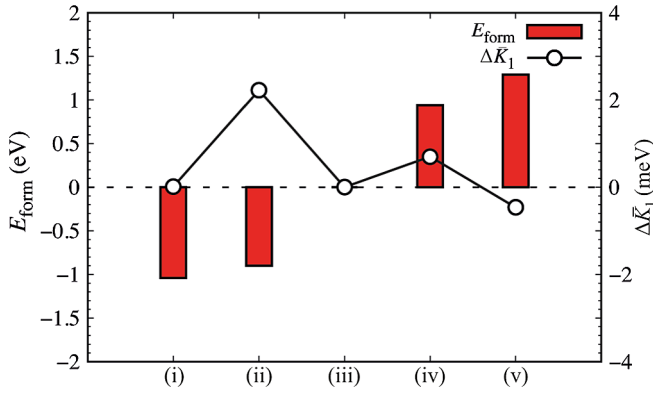 E_form
ΔK̄₁
2
1.5
1
0.5
0
−0.5
−1
−1.5
−2
E_form (eV)
4
2
0
−2
−4
ΔK̄₁ (meV)
(i) (ii) (iii) (iv) (v)